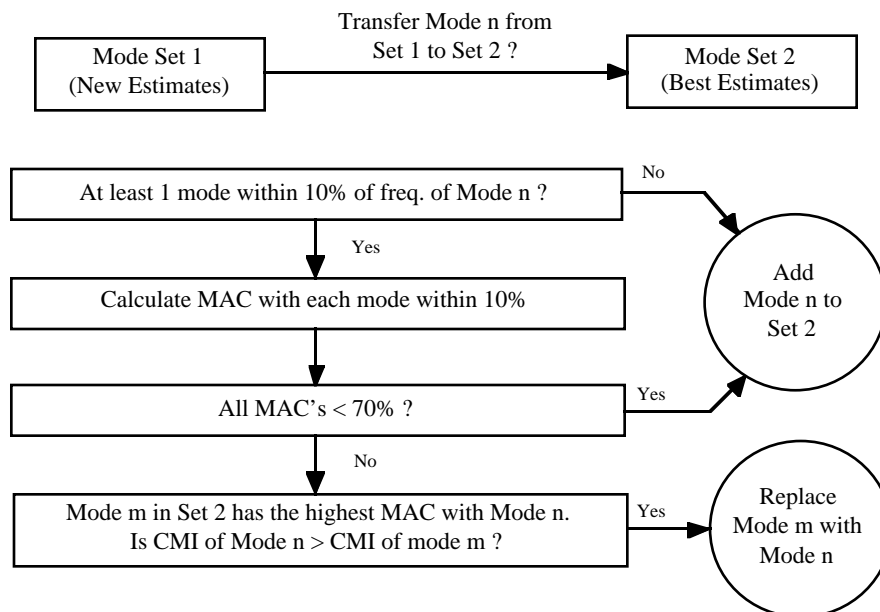 Transfer Mode n from
Set 1 to Set 2 ?
Mode Set 1
(New Estimates)
Mode Set 2
(Best Estimates)
At least 1 mode within 10% of freq. of Mode n ?
No
Yes
Add
Mode n to
Set 2
Calculate MAC with each mode within 10%
All MAC’s < 70% ?
Yes
No
Mode m in Set 2 has the highest MAC with Mode n.
Is CMI of Mode n > CMI of mode m ?
Yes
Replace
Mode m with
Mode n